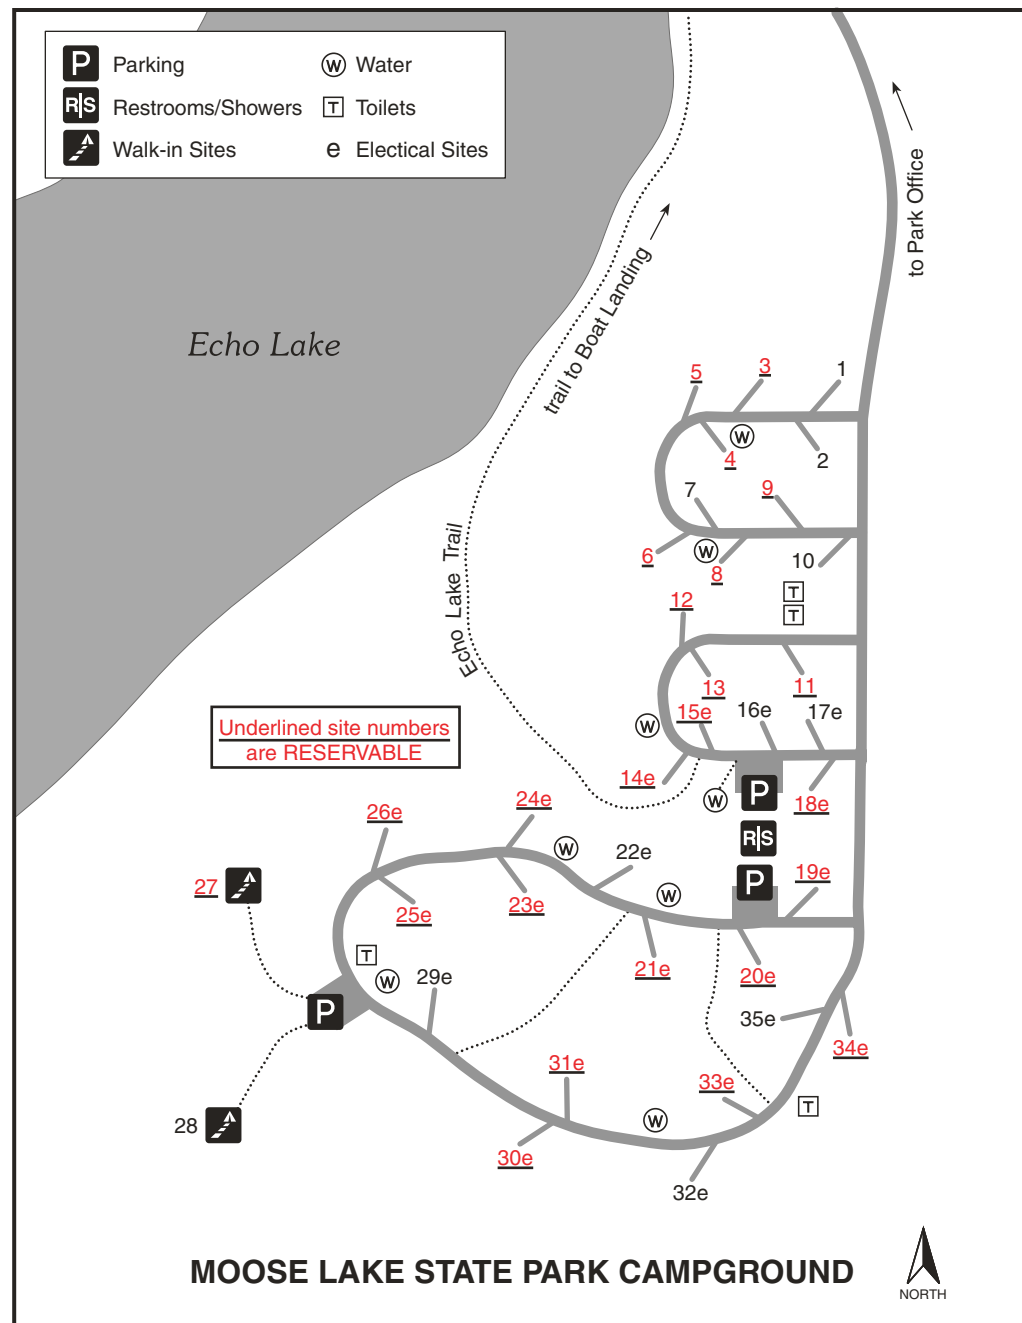 P Parking
W Water
R|S Restrooms/Showers
T Toilets
Walk-in Sites
e Electical Sites
to Park Office
trail to Boat Landing
Echo Lake
Echo Lake Trail
1
3
5
W
4
2
7
9
6
W
8
10
T
T
12
13
11
15e
16e
17e
W
14e
W
P
18e
Underlined site numbers
are RESERVABLE
R|S
26e
24e
W
22e
P
19e
27
25e
23e
W
21e
20e
T
W
29e
P
35e
34e
31e
33e
28
W
T
30e
32e
MOOSE LAKE STATE PARK CAMPGROUND
NORTH